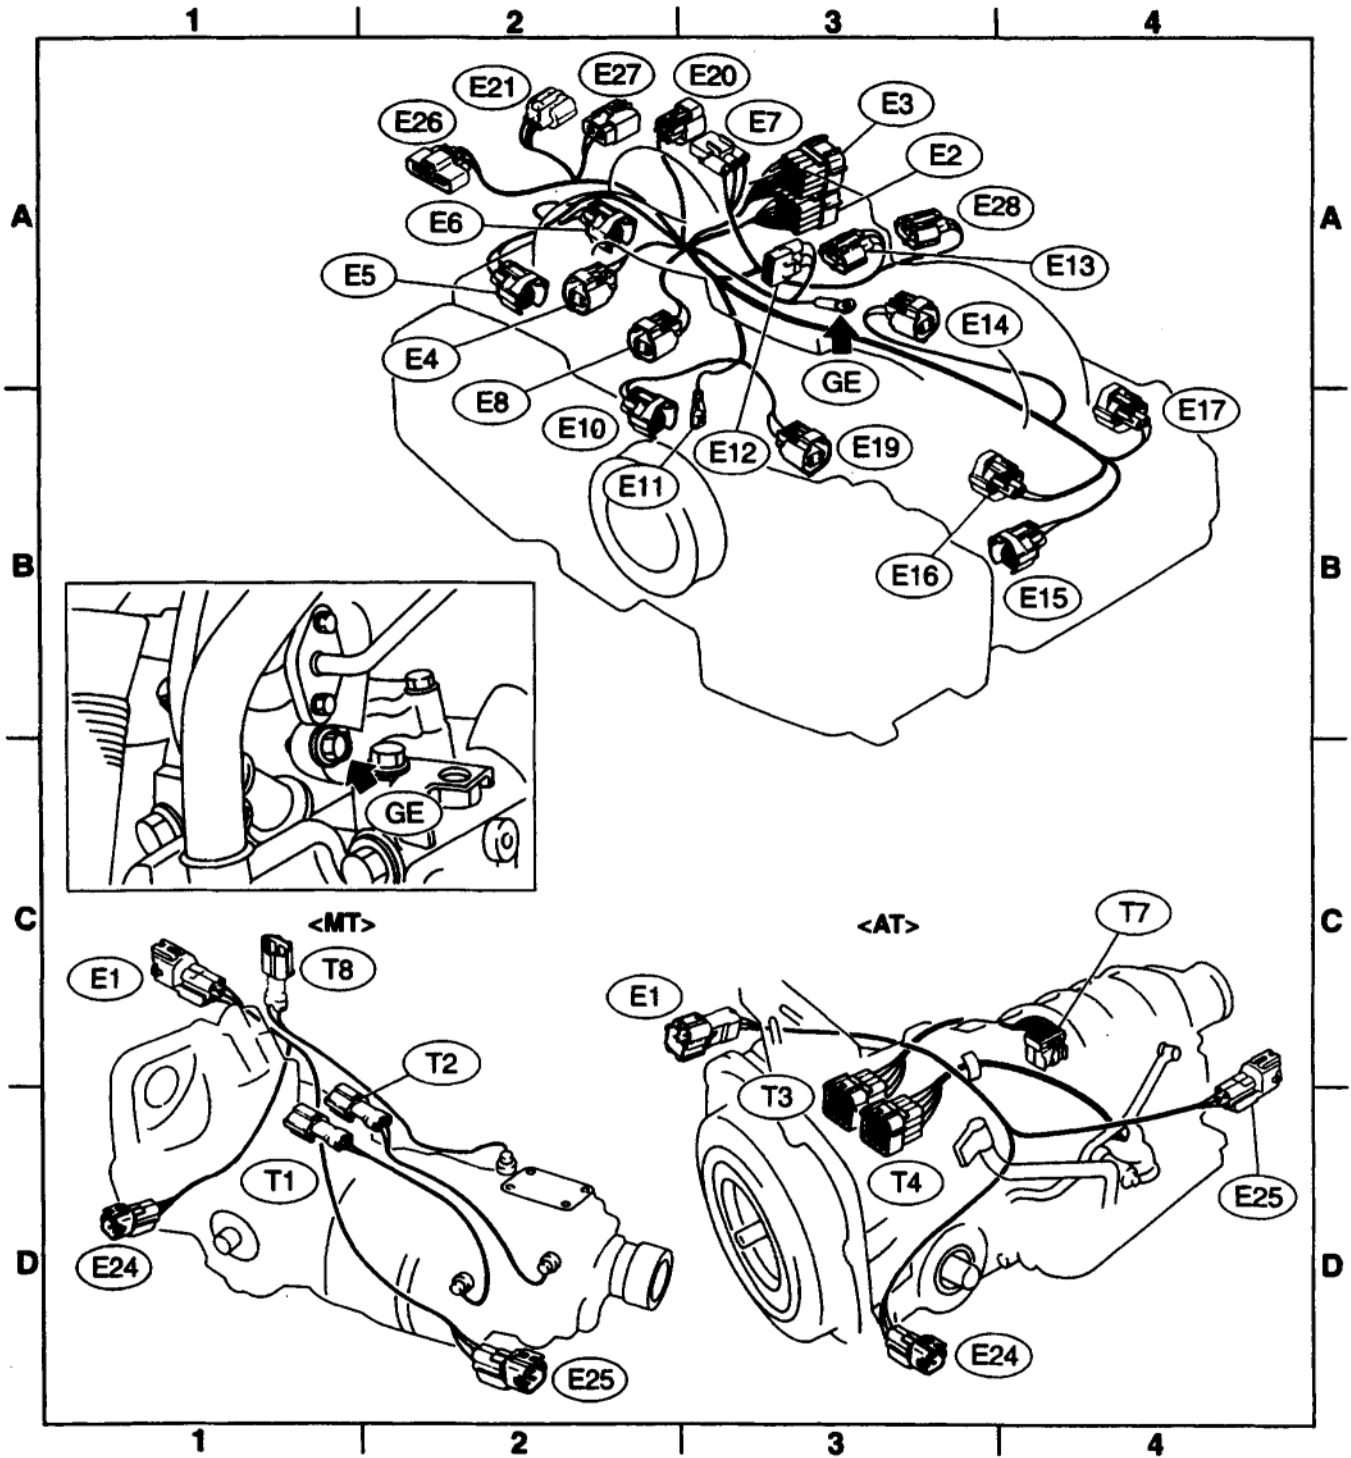 1 2 3 4
E21 E27 E20
E26 E7 E3
E2
A E6 E28 A
E5 E13
E4 E14
GE
E8 E17
E10 E12 E19
E11
B E16 B
E15
GE
C <MT> <AT> T7 C
E1 T8 E1
T2
T3
T1 T4
E25
D E24 D
E24
E25
1 2 3 4